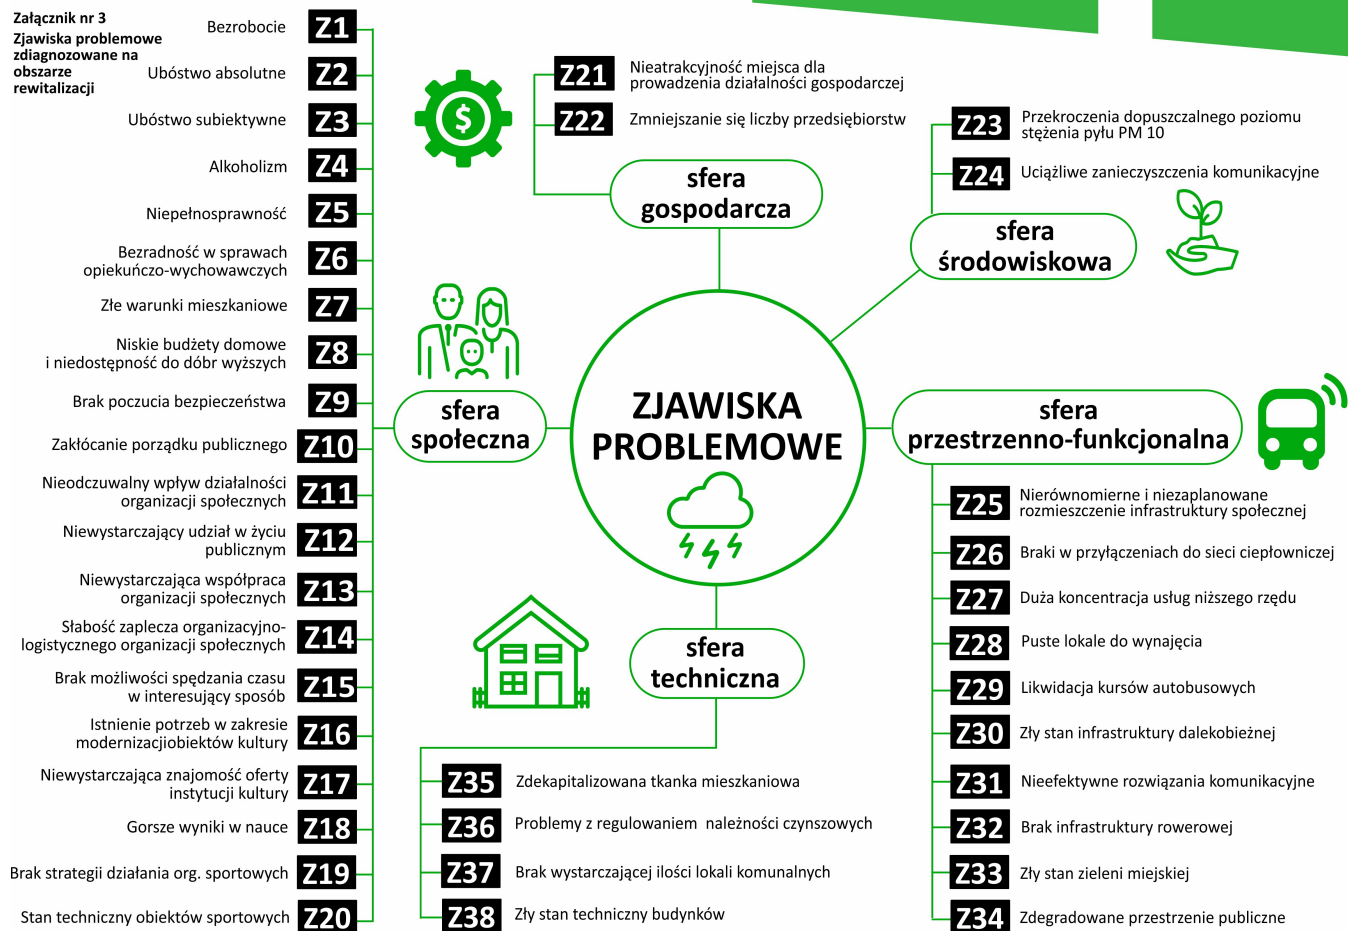 Załącznik nr 3
Zjawiska problemowe
zdiagnozowane na
obszarze
rewitalizacji
Bezrobocie Z1
Ubóstwo absolutne Z2
Ubóstwo subiektywne Z3
Alkoholizm Z4
Niepełnosprawność Z5
Bezradność w sprawach
opiekuńczo-wychowawczych Z6
Złe warunki mieszkaniowe Z7
Niskie budżety domowe
i niedostępność do dóbr wyższych Z8
Brak poczucia bezpieczeństwa Z9
Zakłócanie porządku publicznego Z10
Nieodczuwalny wpływ działalności
organizacji społecznych Z11
Niewystarczający udział w życiu
publicznym Z12
Niewystarczająca współpraca
organizacji społecznych Z13
Słabość zaplecza organizacyjno-
logistycznego organizacji społecznych Z14
Brak możliwości spędzania czasu
w interesujący sposób Z15
Istnienie potrzeb w zakresie
modernizacjiobiektów kultury Z16
Niewystarczająca znajomość oferty
instytucji kultury Z17
Gorsze wyniki w nauce Z18
Brak strategii działania org. sportowych Z19
Stan techniczny obiektów sportowych Z20
sfera
społeczna
$
Z21 Nieatrakcyjność miejsca dla
prowadzenia działalności gospodarczej
Z22 Zmniejszanie się liczby przedsiębiorstw
sfera
gospodarcza
Z23 Przekroczenia dopuszczalnego poziomu
stężenia pyłu PM 10
Z24 Uciążliwe zanieczyszczenia komunikacyjne
sfera
środowiskowa
ZJAWISKA
PROBLEMOWE
sfera
przestrzenno-funkcjonalna
Z25 Nierównomierne i niezaplanowane
rozmieszczenie infrastruktury społecznej
Z26 Braki w przyłączeniach do sieci ciepłowniczej
Z27 Duża koncentracja usług niższego rzędu
Z28 Puste lokale do wynajęcia
Z29 Likwidacja kursów autobusowych
Z30 Zły stan infrastruktury dalekobieżnej
Z31 Nieefektywne rozwiązania komunikacyjne
Z32 Brak infrastruktury rowerowej
Z33 Zły stan zieleni miejskiej
Z34 Zdegradowane przestrzenie publiczne
sfera
techniczna
Z35 Zdekapitalizowana tkanka mieszkaniowa
Z36 Problemy z regulowaniem  należności czynszowych
Z37 Brak wystarczającej ilości lokali komunalnych
Z38 Zły stan techniczny budynków